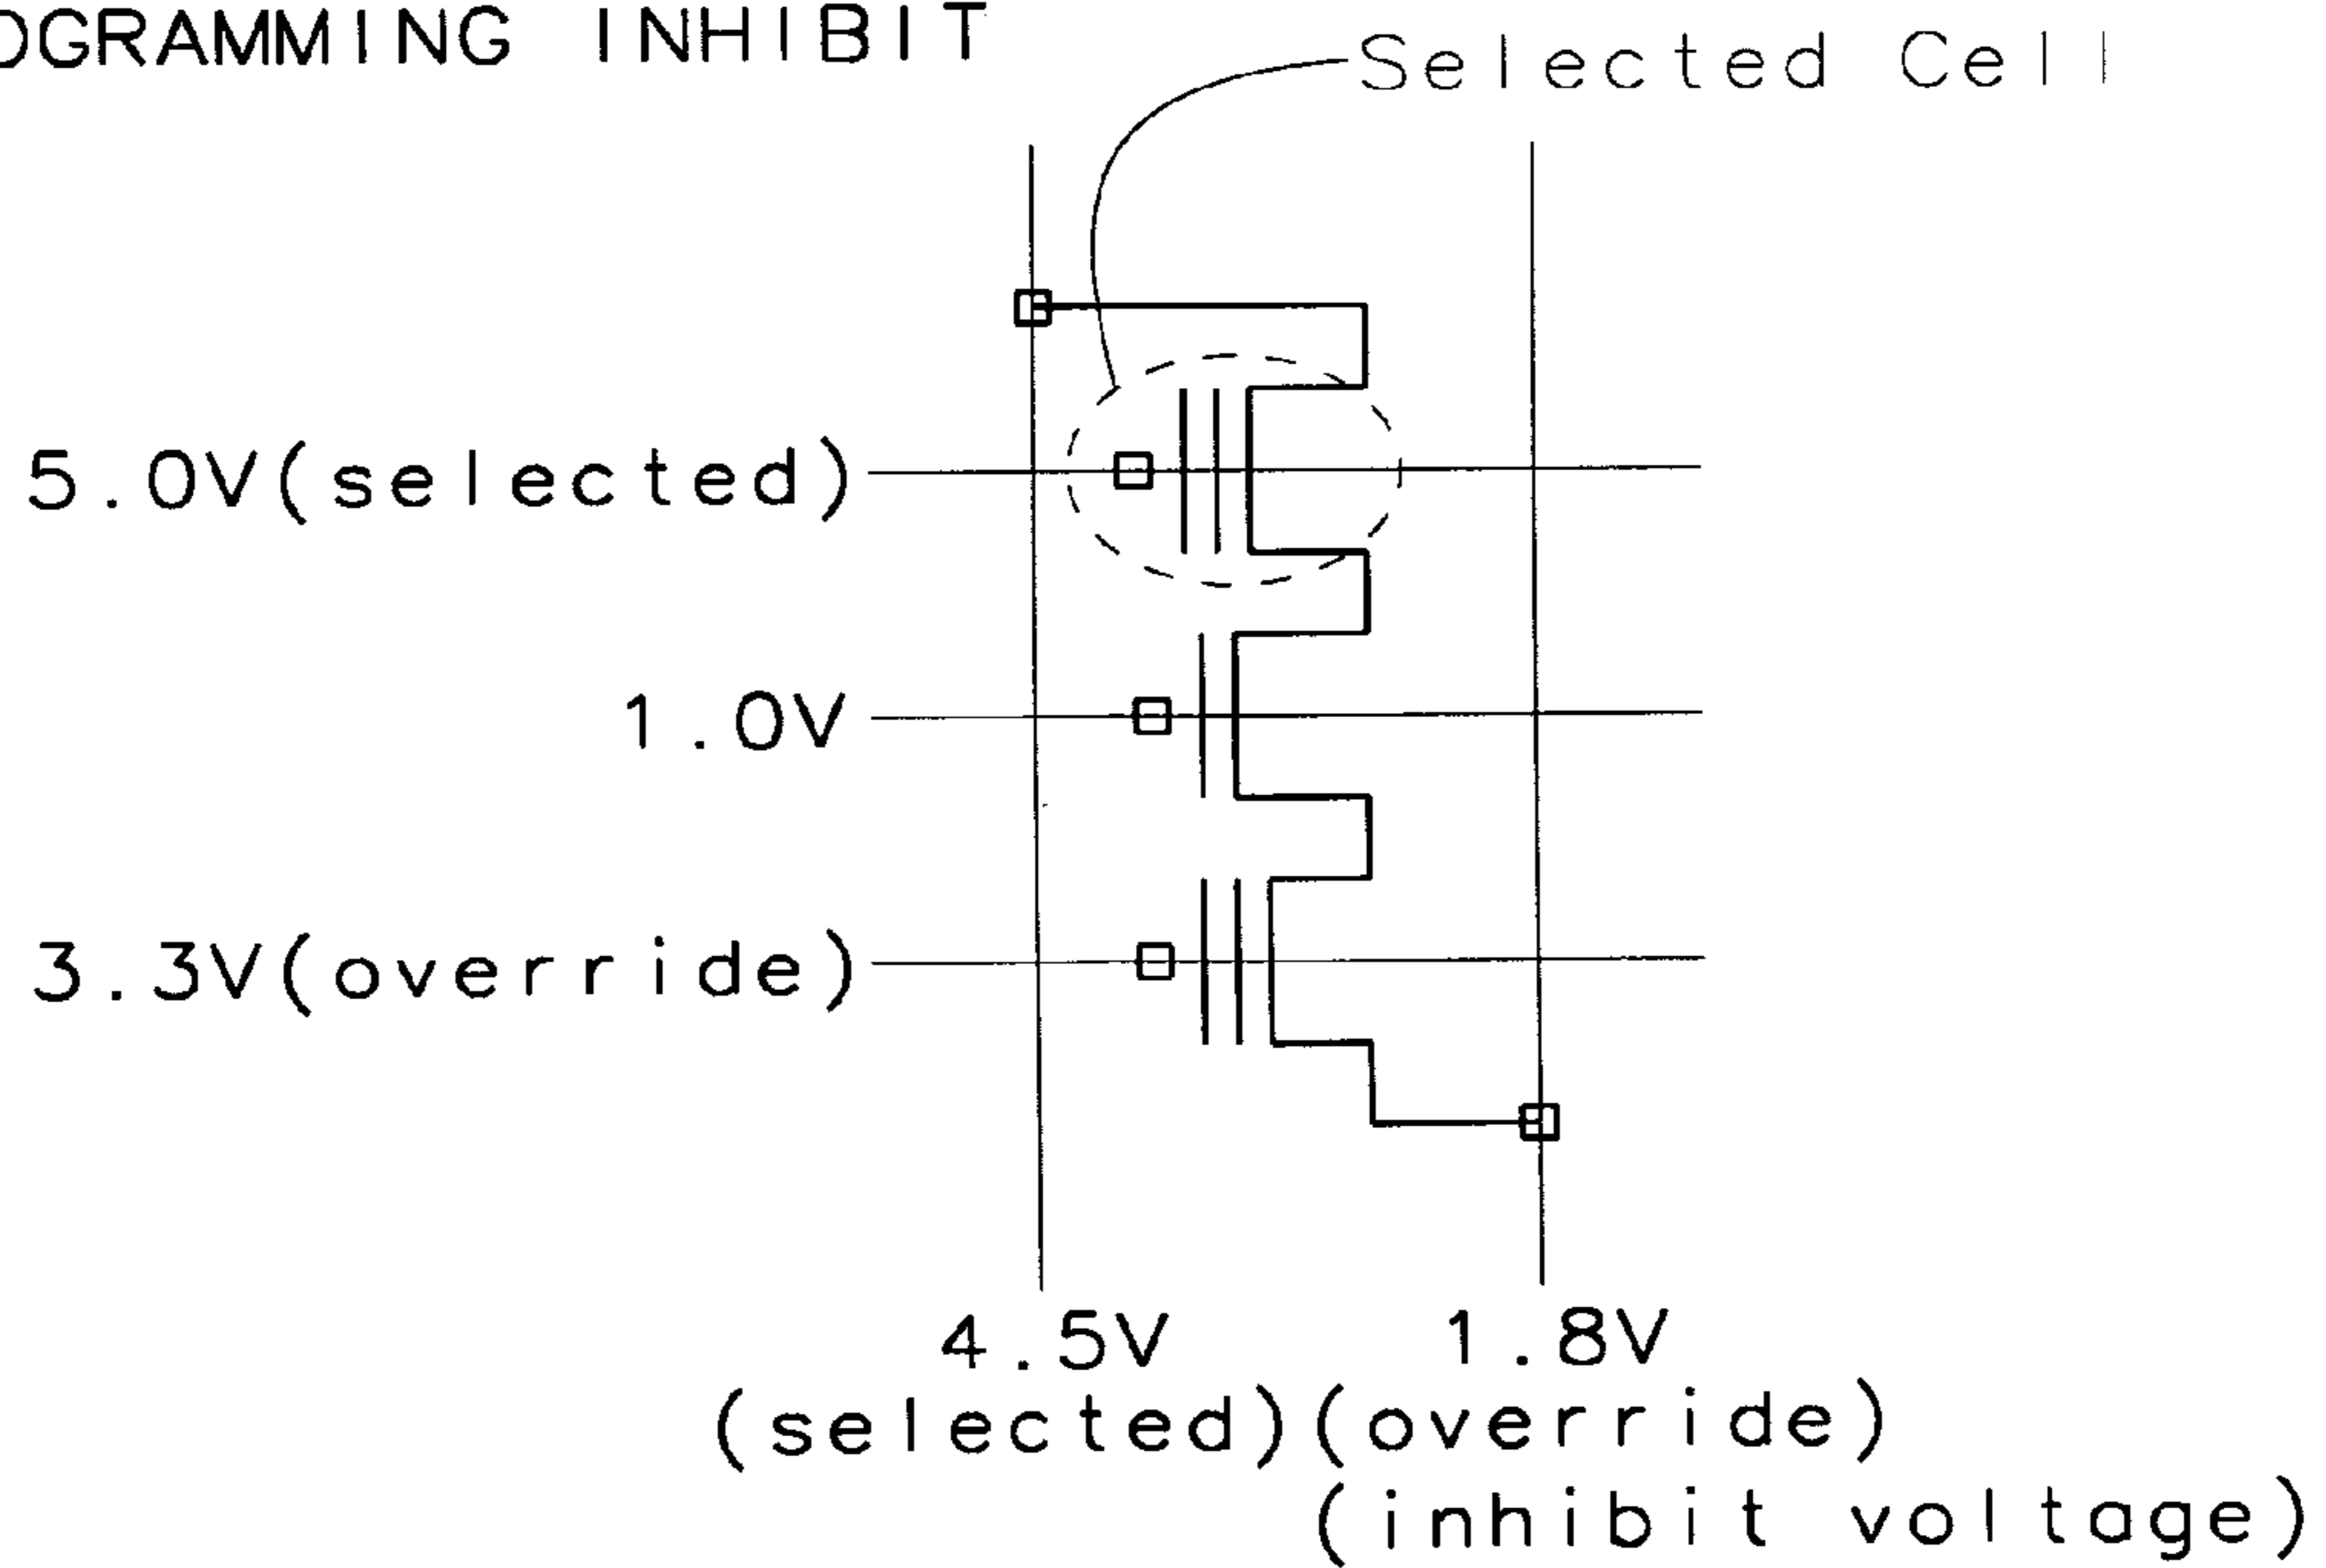 OGRAMMING INHIBIT
Selected Cell
5.0V(selected)
1.0V
3.3V(override)
4.5V 1.8V
(selected)(override)
(inhibit voltage)